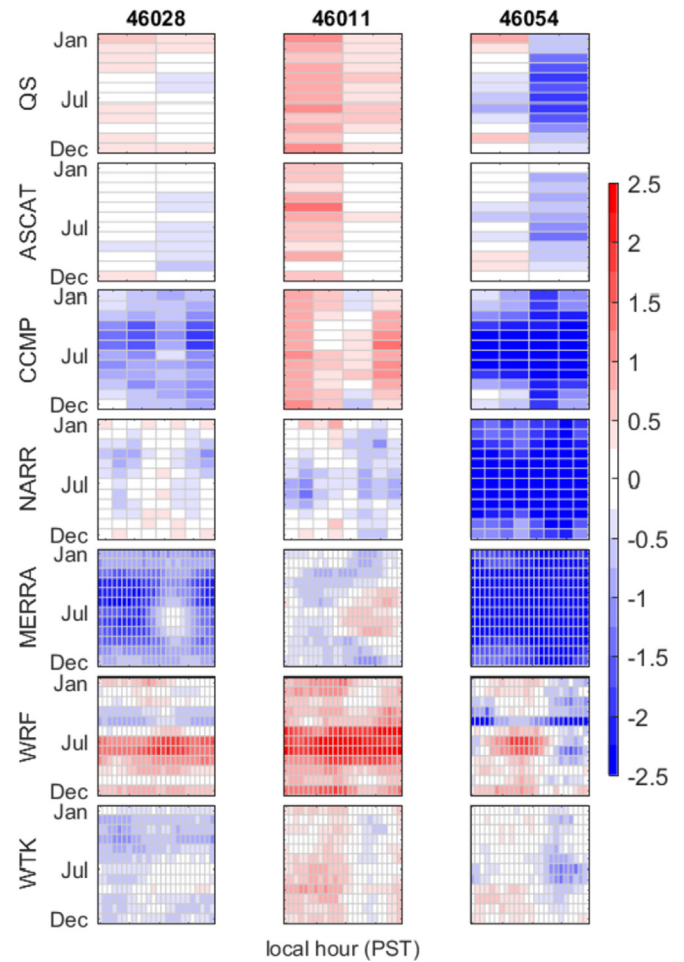 46028 46011 46054
QS Jan Jul Dec
ASCAT Jan Jul Dec
CCMP Jan Jul Dec
NARR Jan Jul Dec
MERRA Jan Jul Dec
WRF Jan Jul Dec
WTK Jan Jul Dec
2.5
2
1.5
1
0.5
0
-0.5
-1
-1.5
-2
-2.5
local hour (PST)